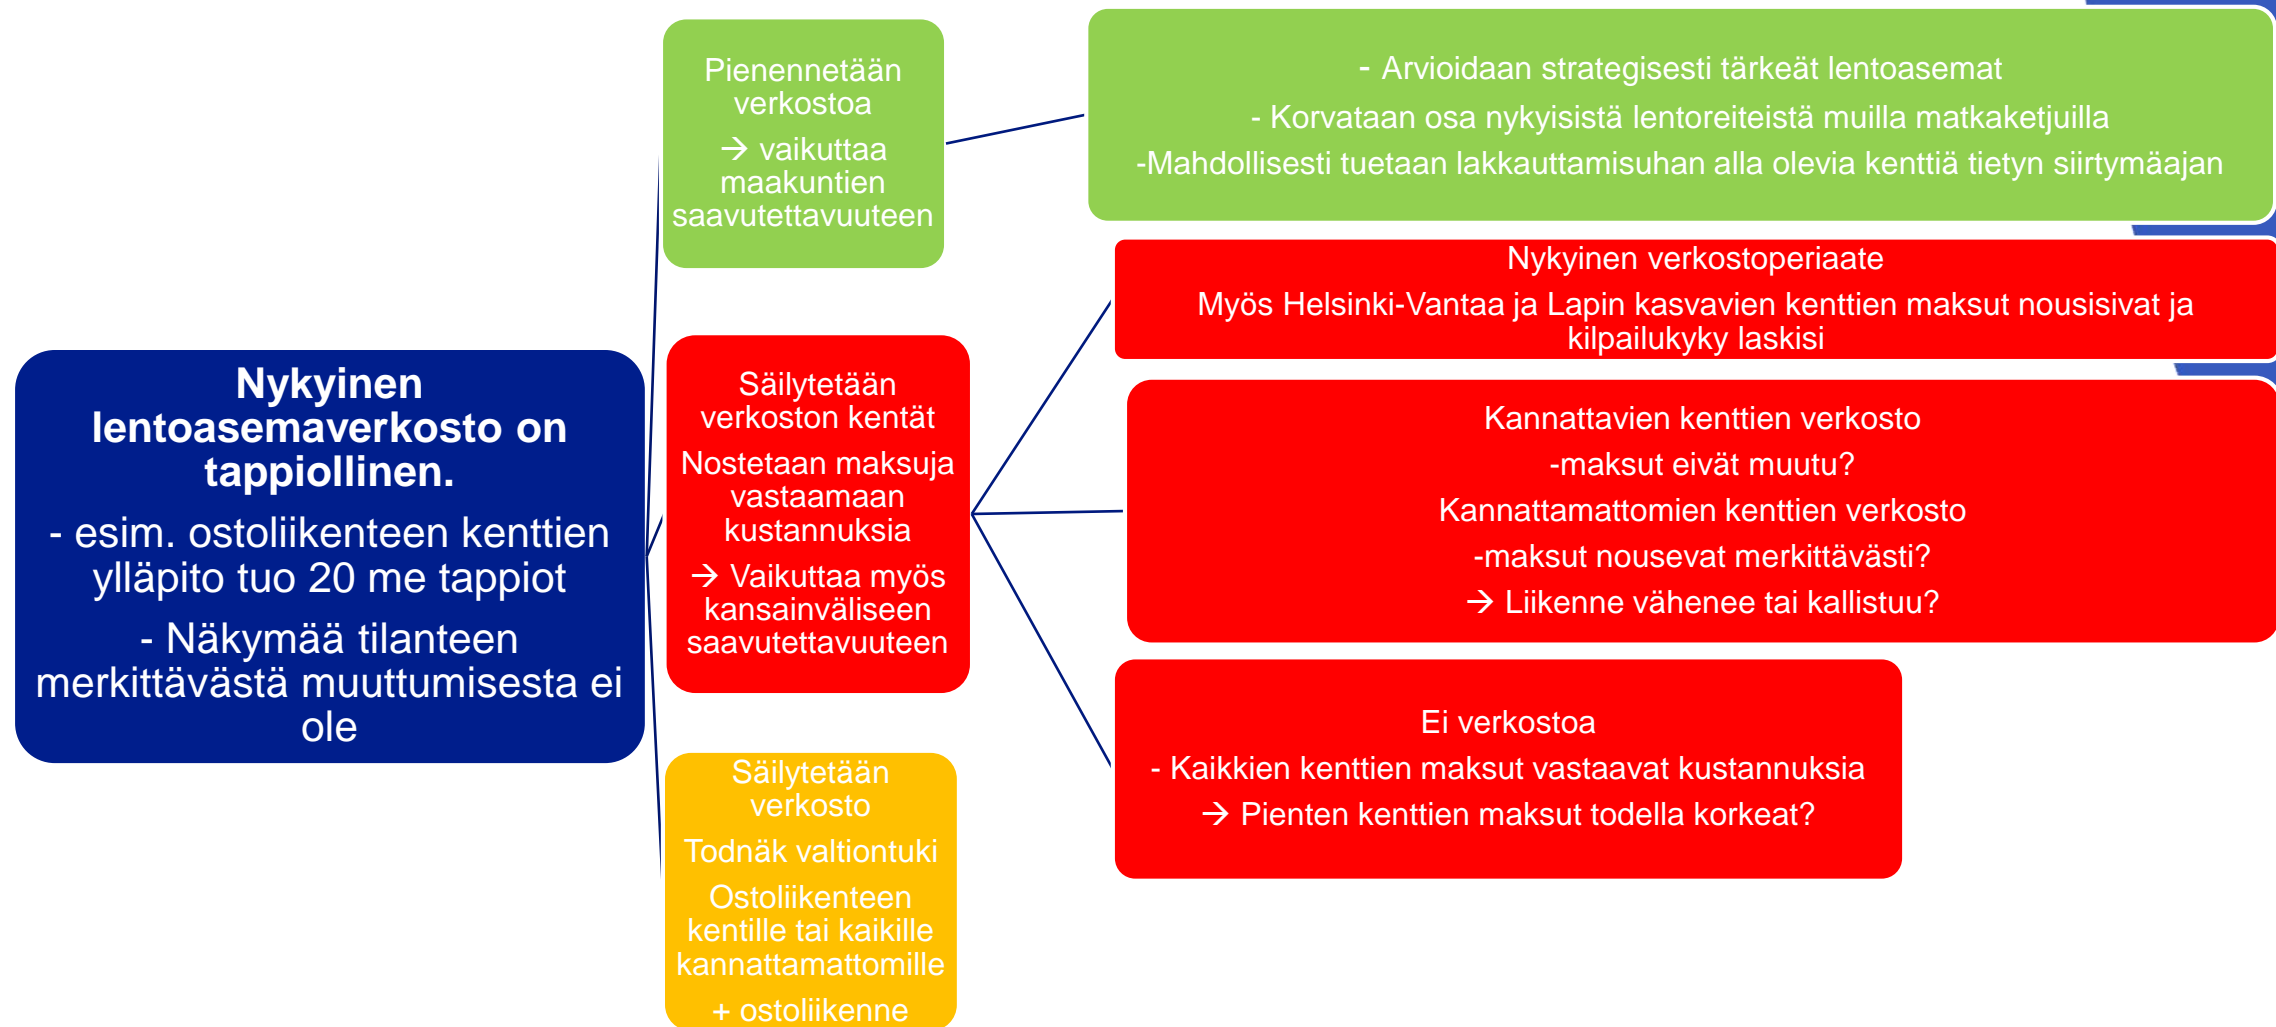 Nykyinen
lentoasemaverkosto on
tappiollinen.
- esim. ostoliikenteen kenttien
ylläpito tuo 20 me tappiot
- Näkymää tilanteen
merkittävästä muuttumisesta ei
ole
Pienennetään
verkostoa
→ vaikuttaa
maakuntien
saavutettavuuteen
- Arvioidaan strategisesti tärkeät lentoasemat
- Korvataan osa nykyisistä lentoreiteistä muilla matkaketjuilla
-Mahdollisesti tuetaan lakkauttamisuhan alla olevia kenttiä tietyn siirtymäajan
Säilytetään
verkoston kentät
Nostetaan maksuja
vastaamaan
kustannuksia
→ Vaikuttaa myös
kansainväliseen
saavutettavuuteen
Nykyinen verkostoperiaate
Myös Helsinki-Vantaa ja Lapin kasvavien kenttien maksut nousisivat ja
kilpailukyky laskisi
Kannattavien kenttien verkosto
-maksut eivät muutu?
Kannattamattomien kenttien verkosto
-maksut nousevat merkittävästi?
→ Liikenne vähenee tai kallistuu?
Ei verkostoa
- Kaikkien kenttien maksut vastaavat kustannuksia
→ Pienten kenttien maksut todella korkeat?
Säilytetään
verkosto
Todnäk valtiontuki
Ostoliikenteen
kentille tai kaikille
kannattamattomille
+ ostoliikenne